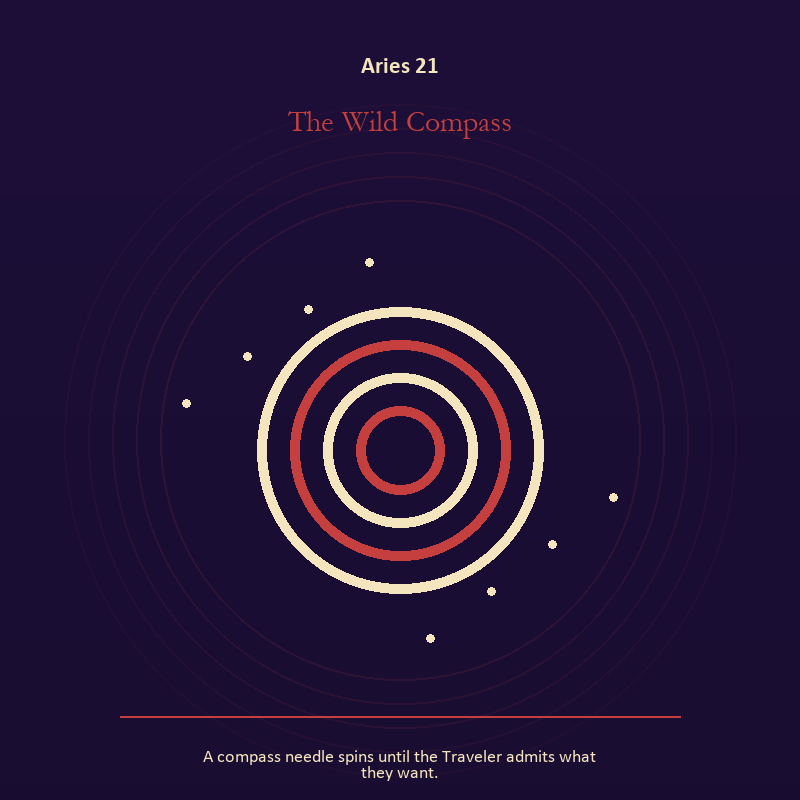 Aries 21
The Wild Compass
A compass needle spins until the Traveler admits what
they want.